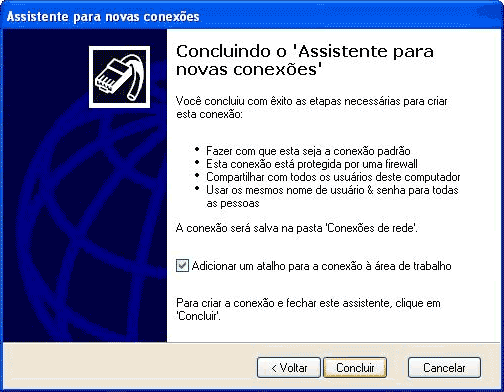 Assistente para novas conexões
Concluindo o 'Assistente para
novas conexões'
Você concluiu com êxito as etapas necessárias para criar
esta conexão:
• Fazer com que esta seja a conexão padrão
• Esta conexão está protegida por uma firewall
• Compartilhar com todos os usuários deste computador
• Usar os mesmos nome de usuário & senha para todas
as pessoas
A conexão será salva na pasta 'Conexões de rede'.
Adicionar um atalho para a conexão à área de trabalho
Para criar a conexão e fechar este assistente, clique em
'Concluir'.
< Voltar
Concluir
Cancelar